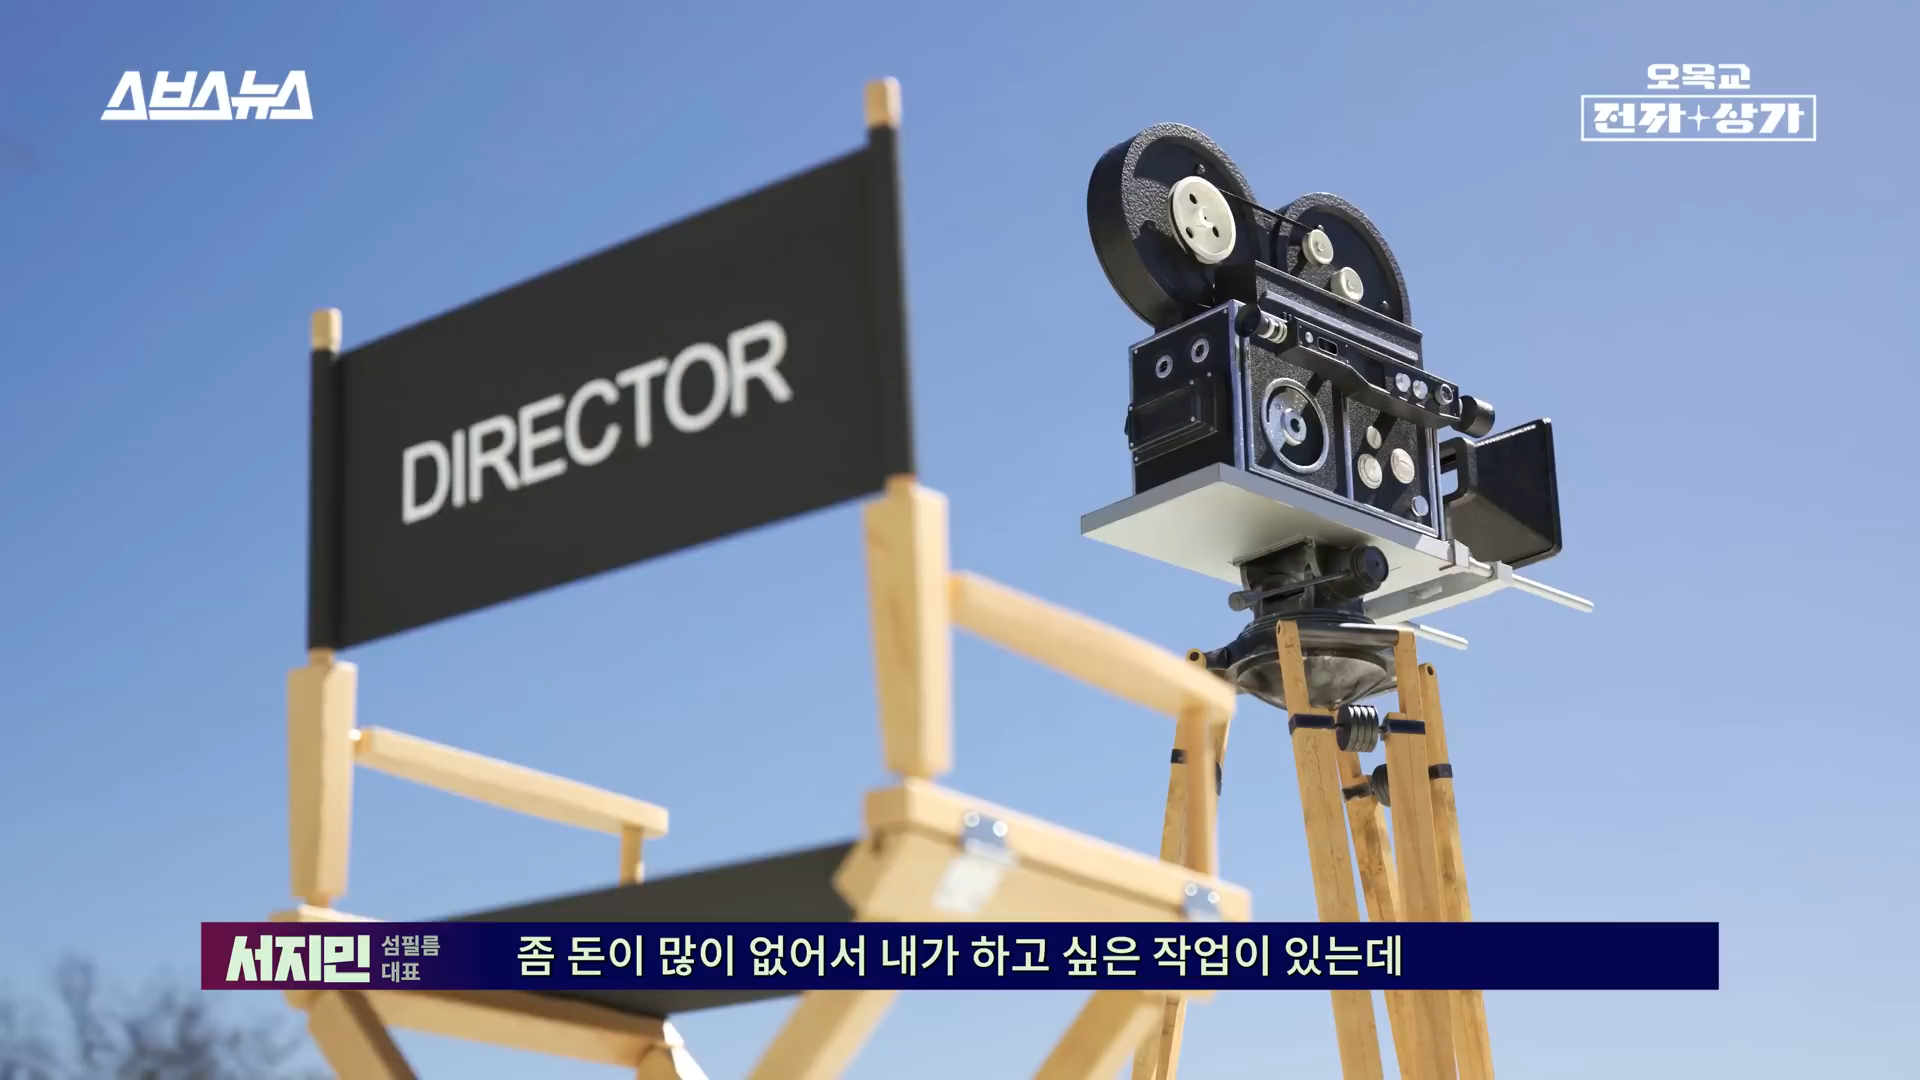 스브스뉴스
오목교
전자상가
DIRECTOR
서지민 섬필름 대표
좀 돈이 많이 없어서 내가 하고 싶은 작업이 있는데